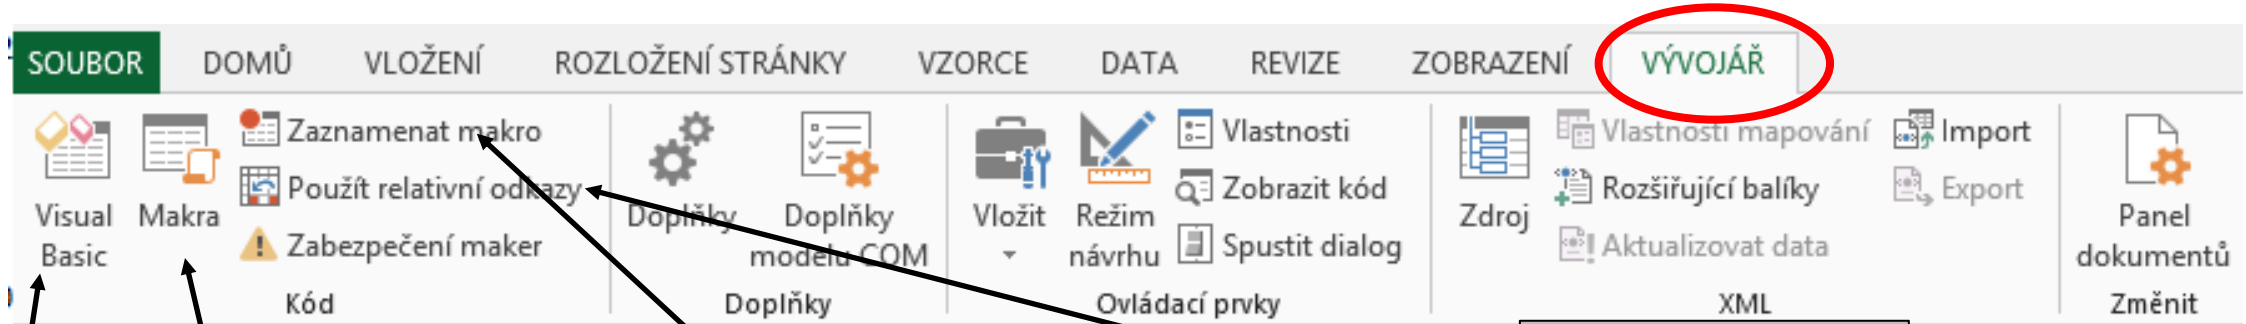 SOUBOR DOMŮ VLOŽENÍ ROZLOŽENÍ STRÁNKY VZORCE DATA REVIZE ZOBRAZENÍ VÝVOJÁŘ
Visual
Basic
Makra
Zaznamenat makro
Použít relativní odkazy
Zabezpečení maker
Kód
Doplňky
Doplňky
modelu COM
Doplňky
Vložit
Režim
návrhu
Vlastnosti
Zobrazit kód
Spustit dialog
Ovládací prvky
Zdroj
Vlastnosti mapování
Rozšiřující balíky
Aktualizovat data
Import
Export
XML
Panel
dokumentů
Změnit